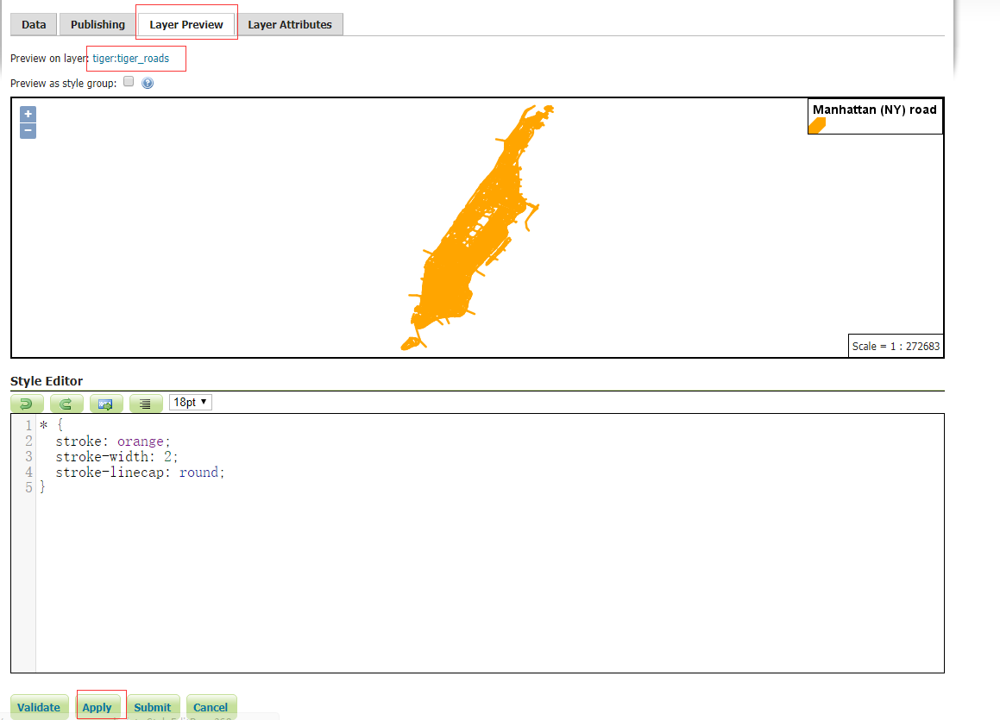 Data Publishing Layer Preview Layer Attributes
Preview on layer: tiger:tiger_roads
Preview as style group: ?
+
−
Manhattan (NY) road
Scale = 1 : 272683
Style Editor
18pt
1 * {
2 stroke: orange;
3 stroke-width: 2;
4 stroke-linecap: round;
5 }
Validate Apply Submit Cancel